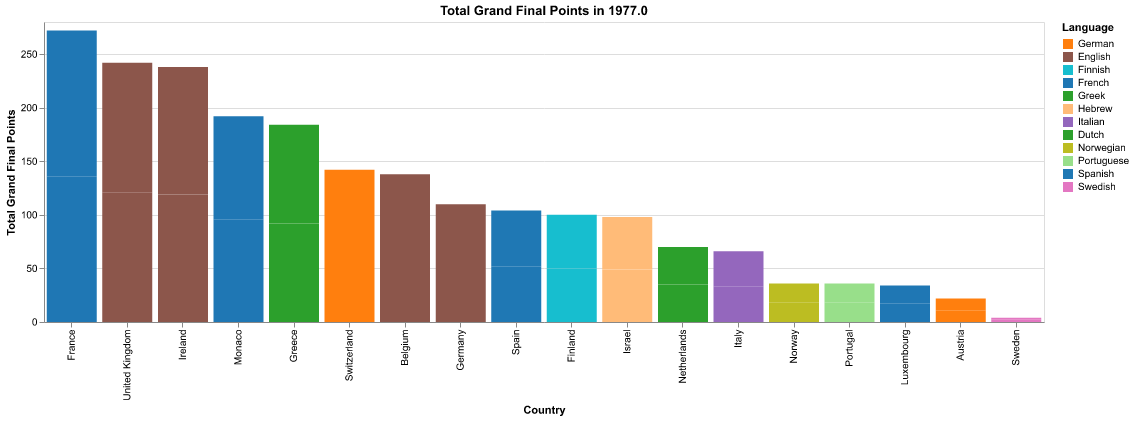 Total Grand Final Points in 1977.0
Total Grand Final Points
250
200
150
100
50
0
France
United Kingdom
Ireland
Monaco
Greece
Switzerland
Belgium
Germany
Spain
Finland
Israel
Netherlands
Italy
Norway
Portugal
Luxembourg
Austria
Sweden
Country
Language
German
English
Finnish
French
Greek
Hebrew
Italian
Dutch
Norwegian
Portuguese
Spanish
Swedish